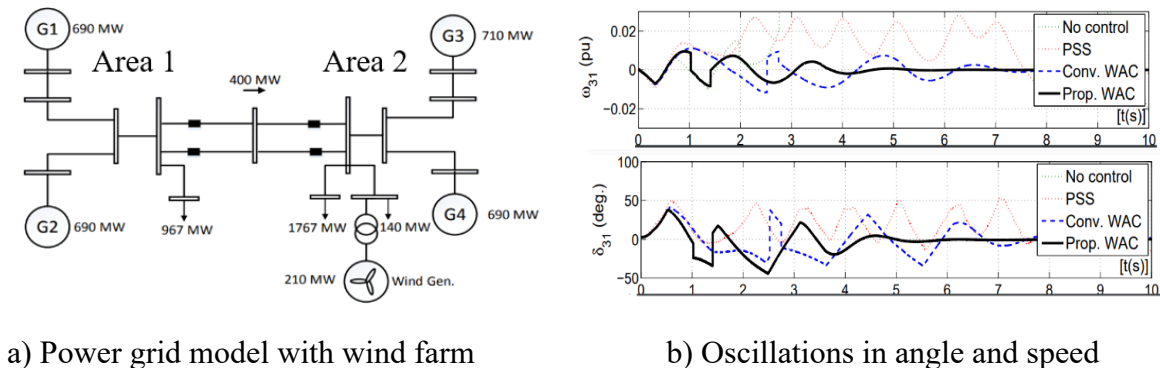 G1
690 MW
Area 1
Area 2
G3
710 MW
400 MW
G2
690 MW
967 MW
1767 MW
140 MW
G4
690 MW
210 MW
Wind Gen.
a) Power grid model with wind farm
ω31 (pu)
0.02
0
-0.02
No control
PSS
Conv. WAC
Prop. WAC
[t(s)]
0 1 2 3 4 5 6 7 8 9 10
δ31 (deg.)
100
50
0
-50
No control
PSS
Conv. WAC
Prop. WAC
[t(s)]
0 1 2 3 4 5 6 7 8 9 10
b) Oscillations in angle and speed